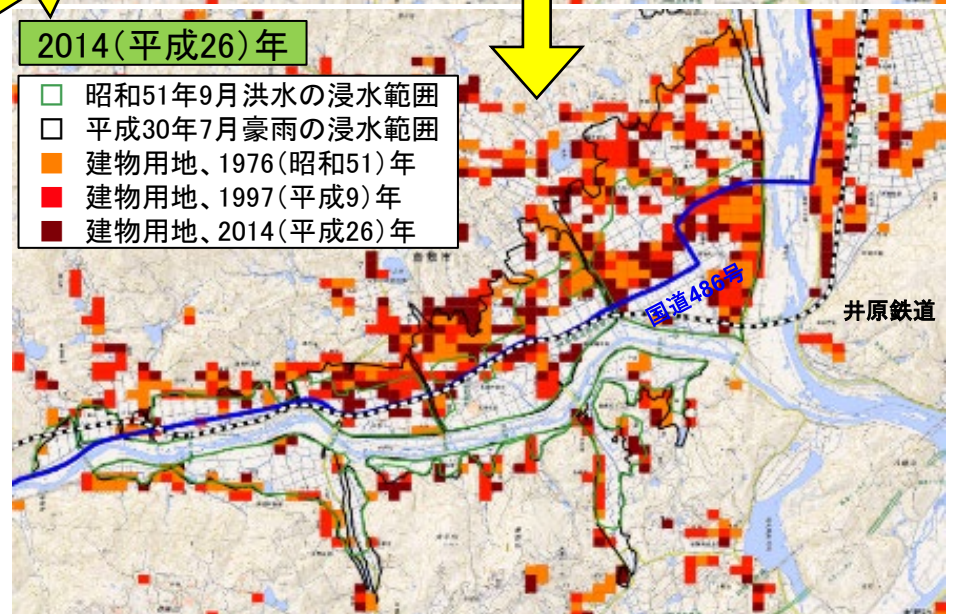 2014(平成26)年
昭和51年9月洪水の浸水範囲
平成30年7月豪雨の浸水範囲
建物用地、1976(昭和51)年
建物用地、1997(平成9)年
建物用地、2014(平成26)年
倉敷市
国道486号
井原鉄道